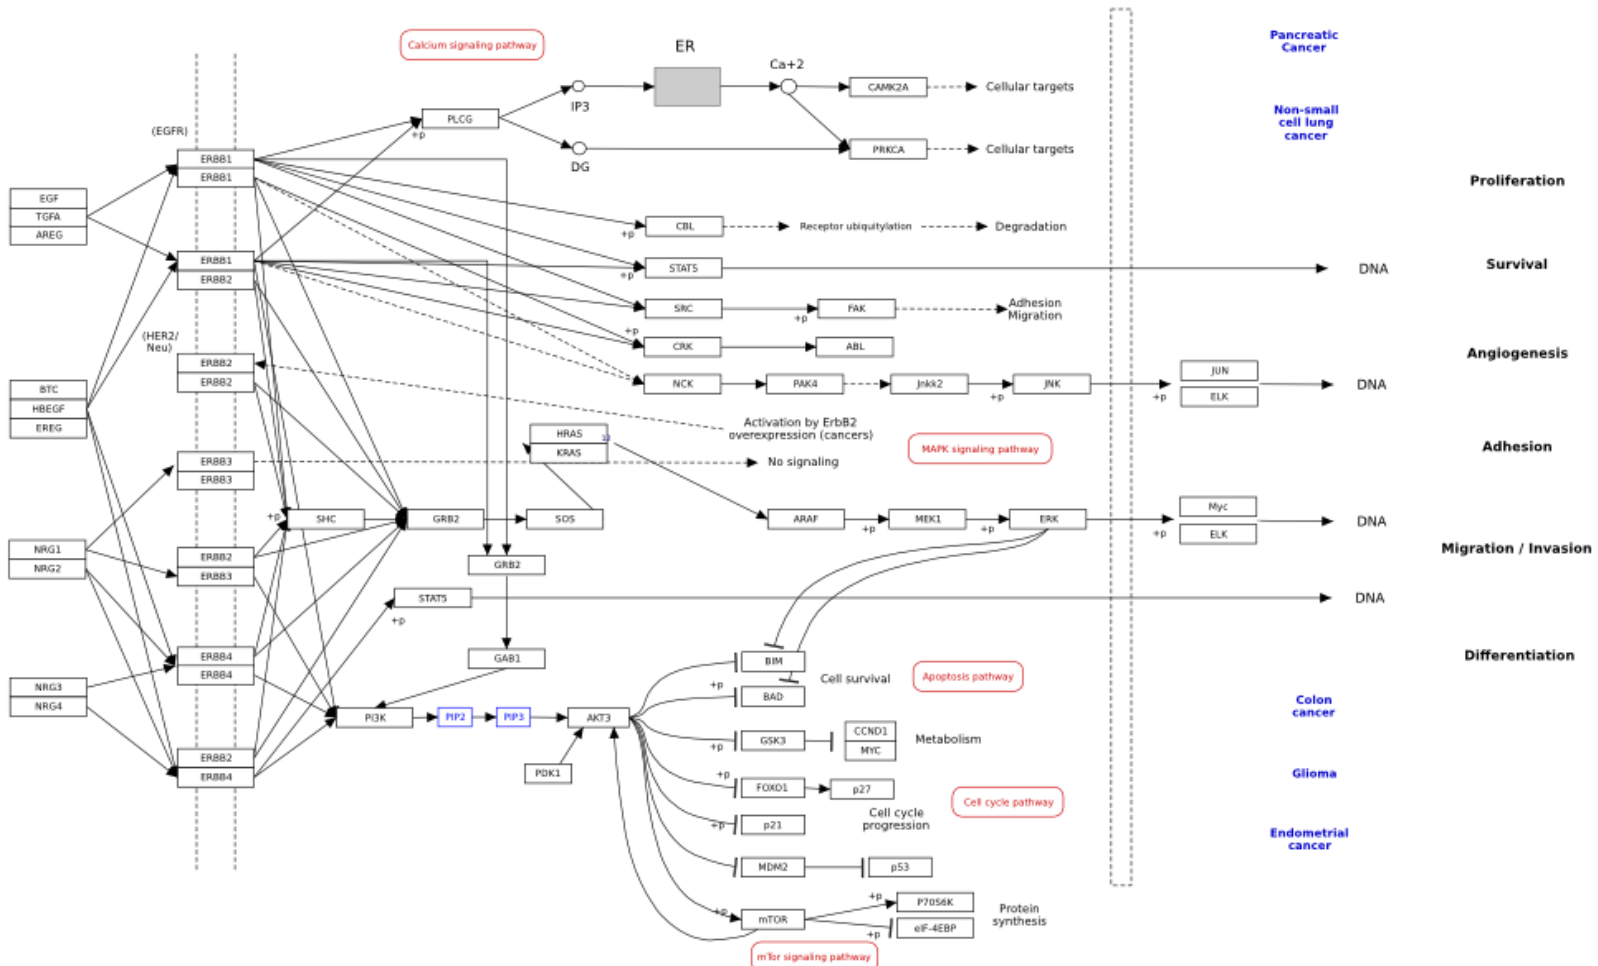 Calcium signaling pathway
ER
Ca+2
IP3
CAMK2A
Cellular targets
PLCG
+p
DG
PRKCA
Cellular targets
Pancreatic
Cancer
Non-small
cell lung
cancer
(EGFR)
ERBB1
ERBB1
EGF
TGFA
AREG
CBL
+p
Receptor ubiquitylation
Degradation
Proliferation
ERBB1
ERBB2
STAT5
+p
DNA
Survival
SRC
+p
FAK
Adhesion
Migration
+p
CRK
ABL
(HER2/
Neu)
ERBB2
ERBB2
NCK
PAK4
Jnkk2
+p
JNK
+p
JUN
ELK
DNA
Angiogenesis
BTC
HBEGF
EREG
Activation by ErbB2
overexpression (cancers)
HRAS
KRAS
MAPK signaling pathway
Adhesion
ERBB3
ERBB3
No signaling
+p
SHC
GRB2
SOS
ARAF
+p
MEK1
+p
ERK
+p
Myc
ELK
DNA
NRG1
NRG2
ERBB2
ERBB3
GRB2
Migration / Invasion
STAT5
+p
DNA
ERBB4
ERBB4
GAB1
BIM
Cell survival
Apoptosis pathway
Differentiation
NRG3
NRG4
+p
BAD
PI3K
PIP2
PIP3
AKT3
Colon
cancer
+p
GSK3
CCND1
MYC
Metabolism
ERBB2
ERBB4
PDK1
+p
FOXO1
p27
Glioma
Cell cycle pathway
Cell cycle
progression
+p
p21
Endometrial
cancer
MDM2
p53
+p
mTOR
+p
P70S6K
+p
eIF-4EBP
Protein
synthesis
mTor signaling pathway